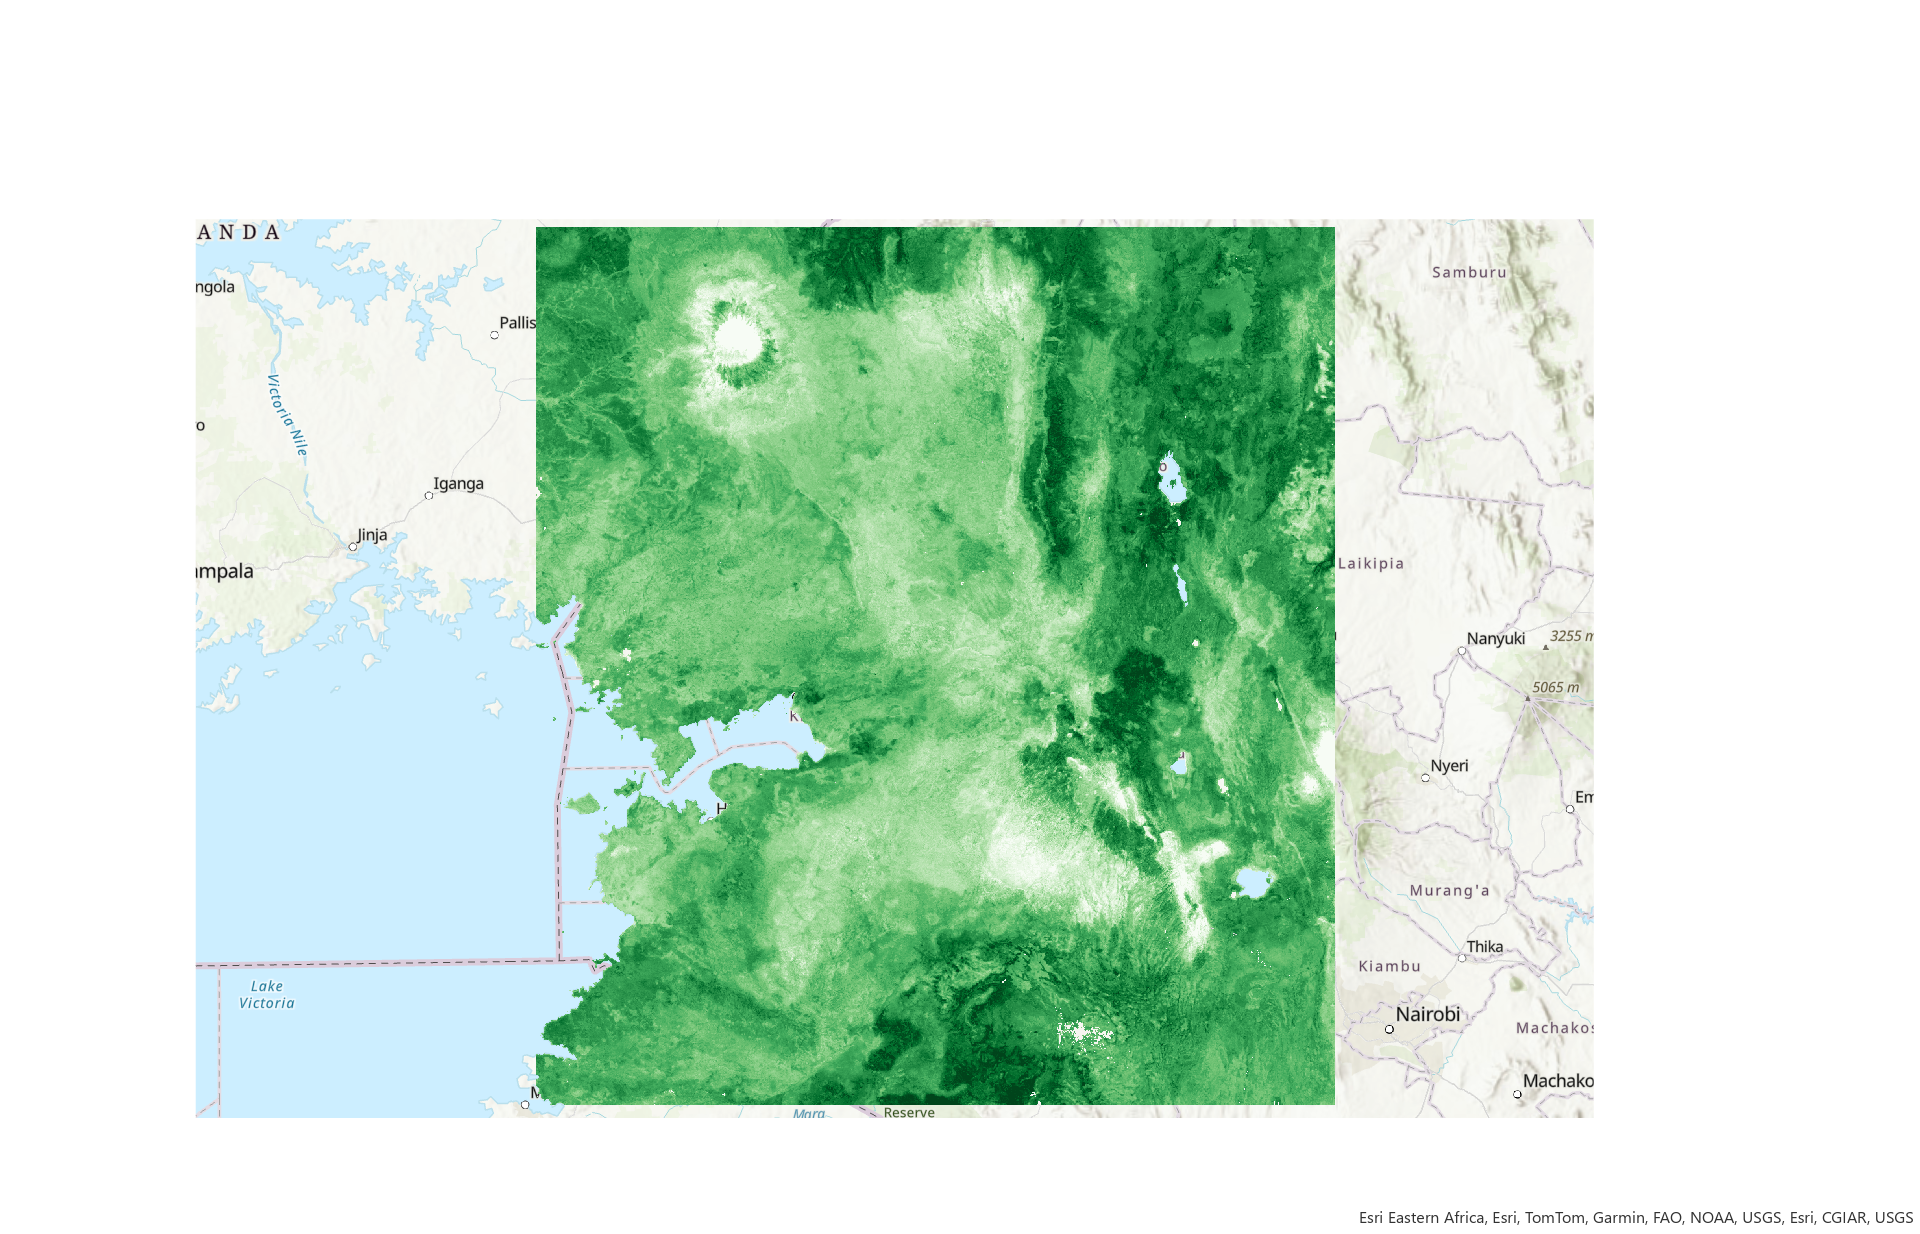 ANDA
Samburu
ngola
Pallis
Victoria Nile
o
Iganga
Jinja
Laikipia
mpala
Nanyuki
3255 m
5065 m
Nyeri
Em
H
Murang'a
Thika
Kiambu
Lake
Victoria
Nairobi
Machakos
Machako
M
Mara
Reserve
Esri Eastern Africa, Esri, TomTom, Garmin, FAO, NOAA, USGS, Esri, CGIAR, USGS